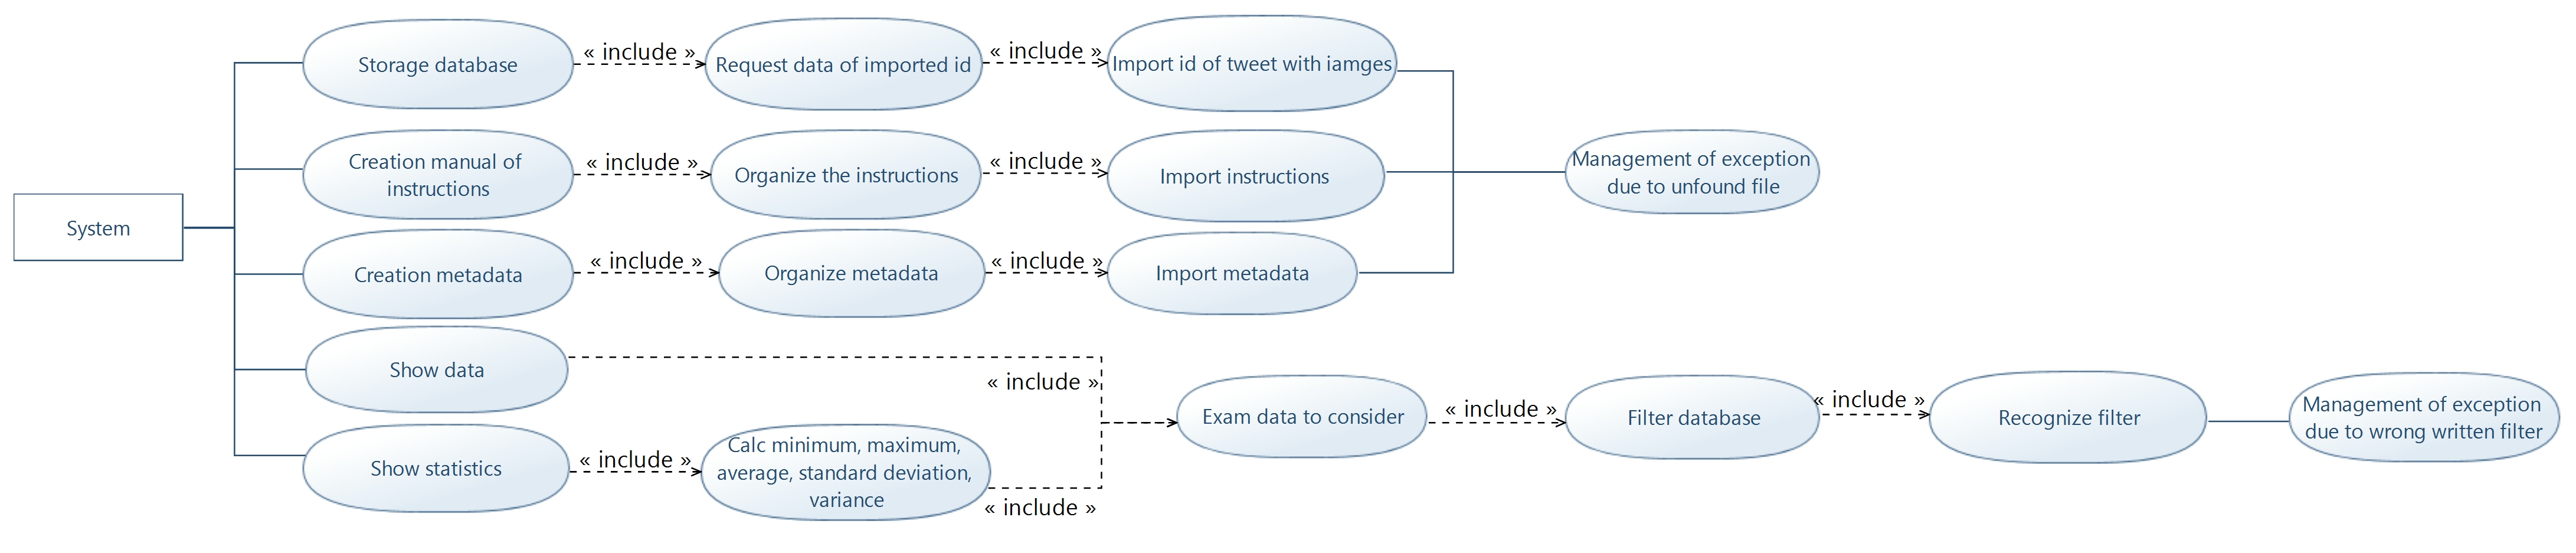 System
Storage database
« include »
Request data of imported id
« include »
Import id of tweet with iamges
Creation manual of
instructions
« include »
Organize the instructions
« include »
Import instructions
Management of exception
due to unfound file
Creation metadata
« include »
Organize metadata
« include »
Import metadata
Show data
« include »
Show statistics
« include »
Calc minimum, maximum,
average, standard deviation,
variance
« include »
Exam data to consider
« include »
Filter database
« include »
Recognize filter
Management of exception
due to wrong written filter